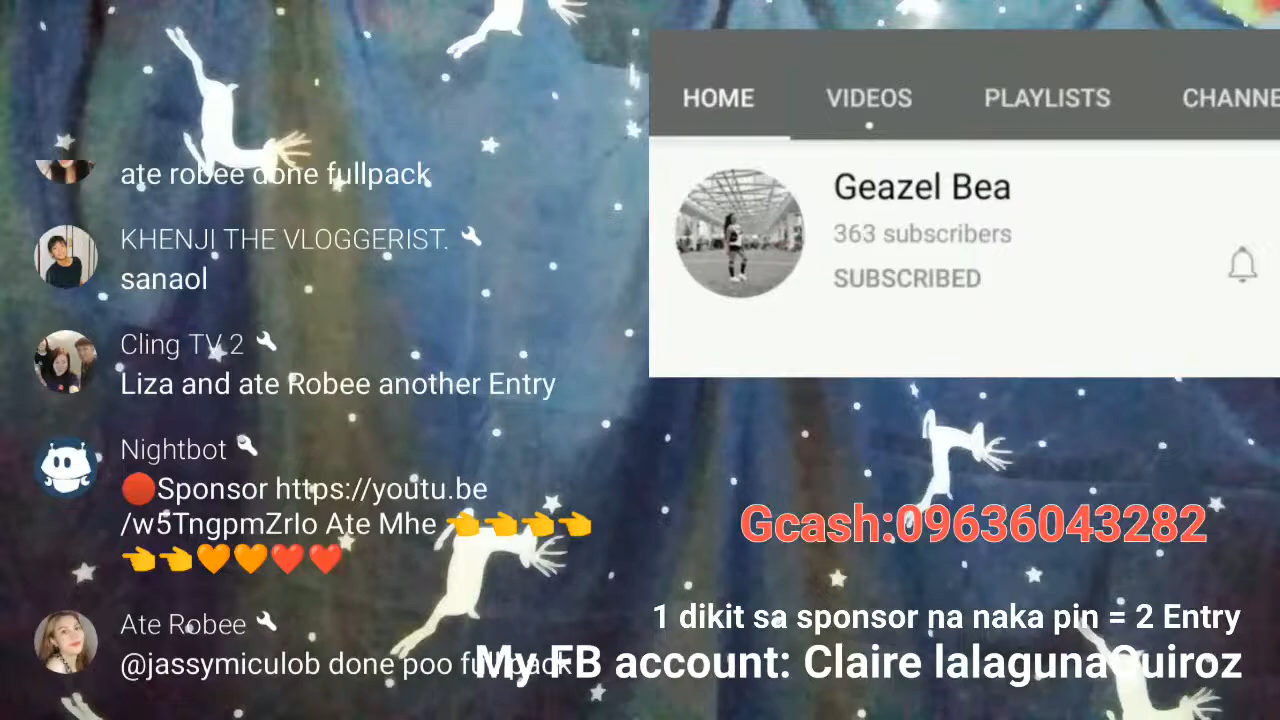 ate robee done fullpack
KHENJI THE VLOGGERIST.
sanaol
Cling TV 2
Liza and ate Robee another Entry
Nightbot
🔴Sponsor https://youtu.be
/w5TngpmZrIo Ate Mhe 👈👈👈👈
👈👈🧡🧡❤️❤️
Ate Robee
@jassymiculob done poo fullpack
HOME VIDEOS PLAYLISTS CHANNE
Geazel Bea
363 subscribers
SUBSCRIBED
Gcash:09636043282
1 dikit sa sponsor na naka pin = 2 Entry
My FB account: Claire lalagunaQuiroz